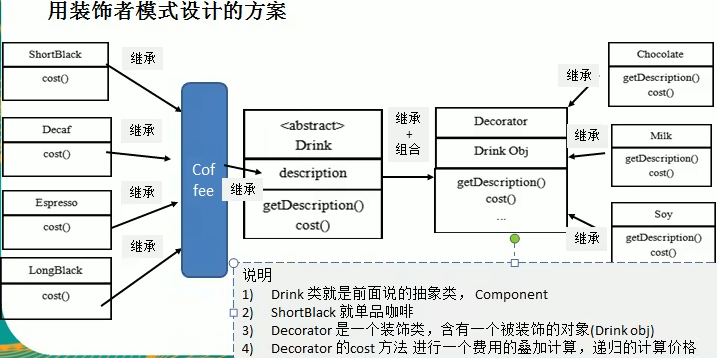 用装饰者模式设计的方案
ShortBlack
cost()
继承
Decaf
cost()
继承
Espresso
cost()
继承
LongBlack
cost()
继承
Cof
fee
继承
<abstract>
Drink
description
getDescription()
cost()
继承
+
组合
Decorator
Drink Obj
getDescription()
cost()
...
Chocolate
getDescription()
cost()
继承
Milk
getDescription()
cost()
继承
Soy
getDescription()
cost()
继承
说明
1) Drink 类就是前面说的抽象类， Component
2) ShortBlack 就单品咖啡
3) Decorator 是一个装饰类，含有一个被装饰的对象(Drink obj)
4) Decorator 的cost 方法 进行一个费用的叠加计算，递归的计算价格